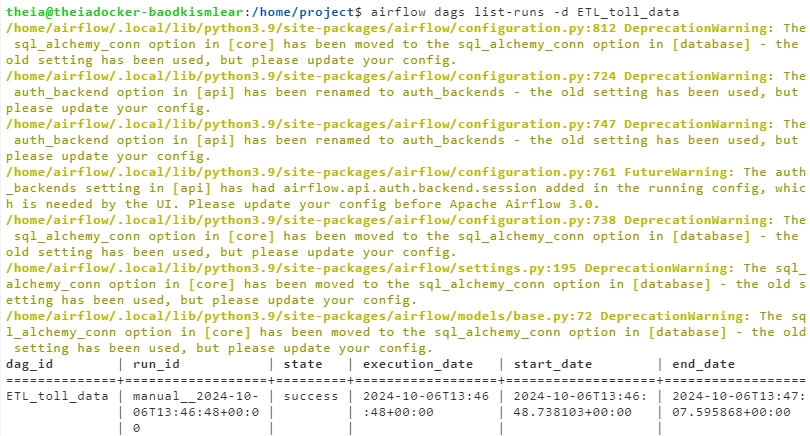 theia@theiadocker-baodkismlear:/home/project$ airflow dags list-runs -d ETL_toll_data
/home/airflow/.local/lib/python3.9/site-packages/airflow/configuration.py:812 DeprecationWarning: The
sql_alchemy_conn option in [core] has been moved to the sql_alchemy_conn option in [database] - the
old setting has been used, but please update your config.
/home/airflow/.local/lib/python3.9/site-packages/airflow/configuration.py:724 DeprecationWarning: The
auth_backend option in [api] has been renamed to auth_backends - the old setting has been used, but
please update your config.
/home/airflow/.local/lib/python3.9/site-packages/airflow/configuration.py:747 DeprecationWarning: The
auth_backend option in [api] has been renamed to auth_backends - the old setting has been used, but
please update your config.
/home/airflow/.local/lib/python3.9/site-packages/airflow/configuration.py:761 FutureWarning: The auth
_backends setting in [api] has had airflow.api.auth.backend.session added in the running config, whic
h is needed by the UI. Please update your config before Apache Airflow 3.0.
/home/airflow/.local/lib/python3.9/site-packages/airflow/configuration.py:738 DeprecationWarning: The
sql_alchemy_conn option in [core] has been moved to the sql_alchemy_conn option in [database] - the
old setting has been used, but please update your config.
/home/airflow/.local/lib/python3.9/site-packages/airflow/settings.py:195 DeprecationWarning: The sql_
alchemy_conn option in [core] has been moved to the sql_alchemy_conn option in [database] - the old s
etting has been used, but please update your config.
/home/airflow/.local/lib/python3.9/site-packages/airflow/models/base.py:72 DeprecationWarning: The sq
l_alchemy_conn option in [core] has been moved to the sql_alchemy_conn option in [database] - the old
setting has been used, but please update your config.
dag_id | run_id | state | execution_date | start_date | end_date
==============+==================+=========+=================+===================+==================
ETL_toll_data | manual__2024-10- | success | 2024-10-06T13:46 | 2024-10-06T13:46: | 2024-10-06T13:47:
| 06T13:46:48+00:0 | | :48+00:00 | 48.738103+00:00 | 07.595868+00:00
| 0 | | | |